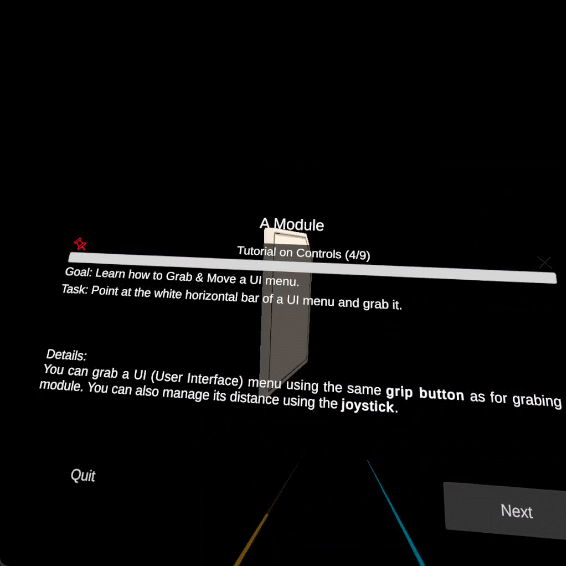 A Module
Tutorial on Controls (4/9)
Goal: Learn how to Grab & Move a UI menu.
Task: Point at the white horizontal bar of a UI menu and grab it.
Details:
You can grab a UI (User Interface) menu using the same grip button as for grabing
module. You can also manage its distance using the joystick.
Quit
Next